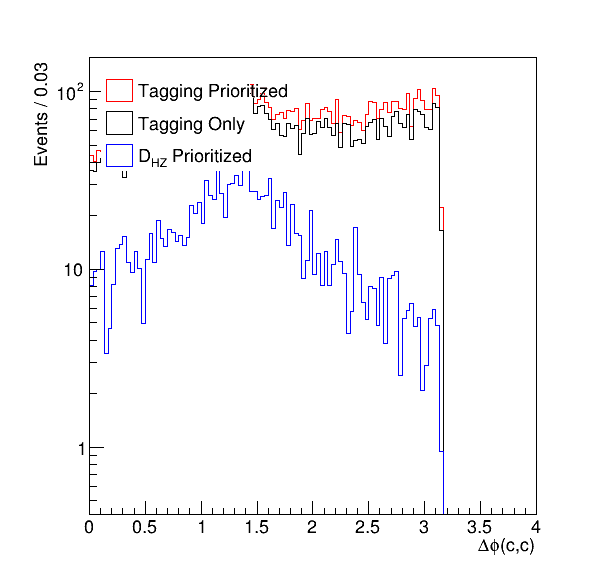 Events / 0.03
10²
10
1
Tagging Prioritized
Tagging Only
D_HZ Prioritized
0 0.5 1 1.5 2 2.5 3 3.5 4
Δϕ(c,c)